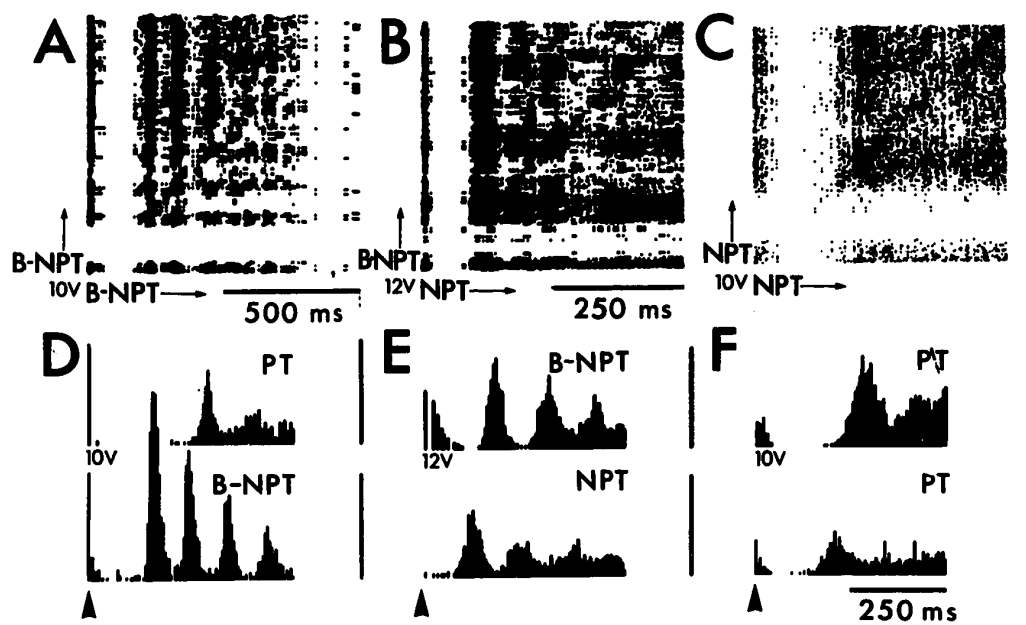 A
B
C
B-NPT
10V B-NPT
500 ms
B-NPT
12V NPT
250 ms
NPT
10V NPT
D
PT
10V
B-NPT
E
B-NPT
12V
NPT
F
PT
10V
PT
250 ms